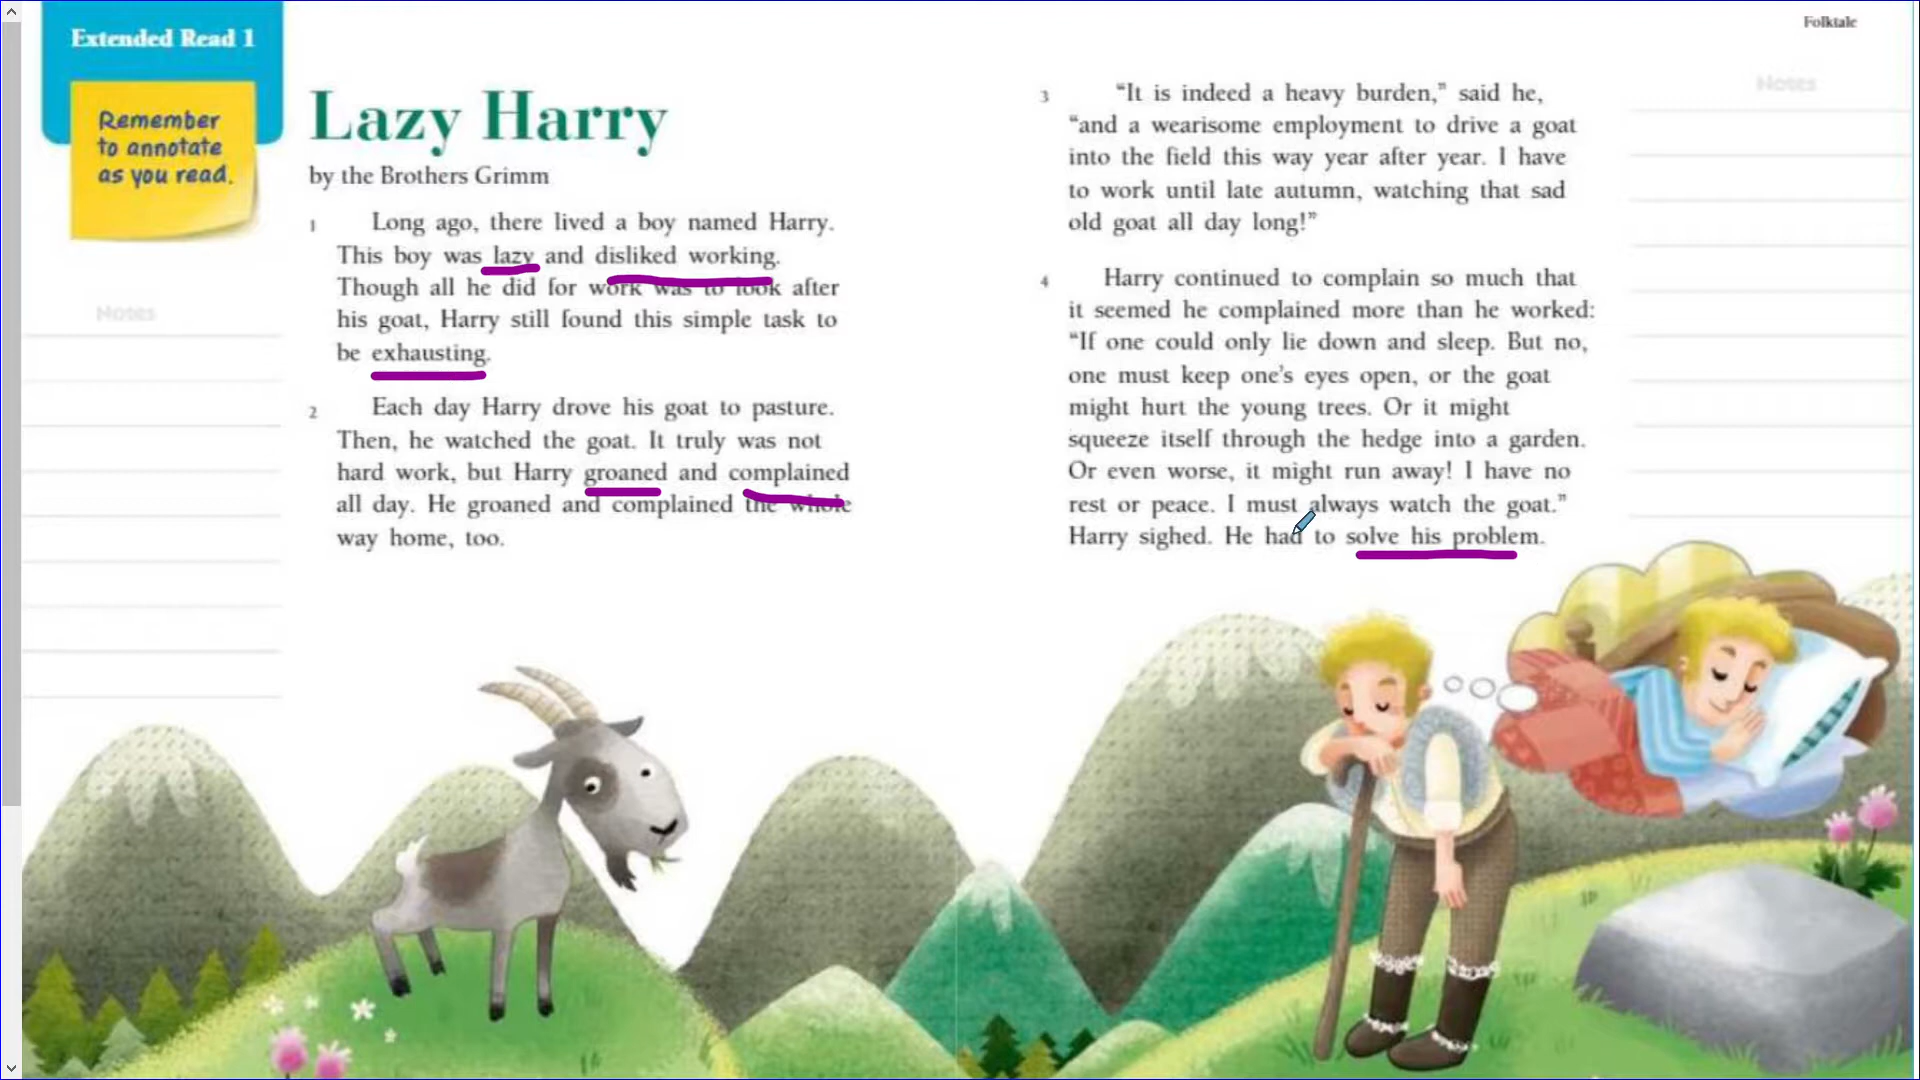 Extended Read 1
Remember
to annotate
as you read.
Notes
Lazy Harry
by the Brothers Grimm
1 Long ago, there lived a boy named Harry.
This boy was lazy and disliked working.
Though all he did for work was to look after
his goat, Harry still found this simple task to
be exhausting.
2 Each day Harry drove his goat to pasture.
Then, he watched the goat. It truly was not
hard work, but Harry groaned and complained
all day. He groaned and complained the whole
way home, too.
Folktale
Notes
3 “It is indeed a heavy burden,” said he,
“and a wearisome employment to drive a goat
into the field this way year after year. I have
to work until late autumn, watching that sad
old goat all day long!”
4 Harry continued to complain so much that
it seemed he complained more than he worked:
“If one could only lie down and sleep. But no,
one must keep one’s eyes open, or the goat
might hurt the young trees. Or it might
squeeze itself through the hedge into a garden.
Or even worse, it might run away! I have no
rest or peace. I must always watch the goat.”
Harry sighed. He had to solve his problem.